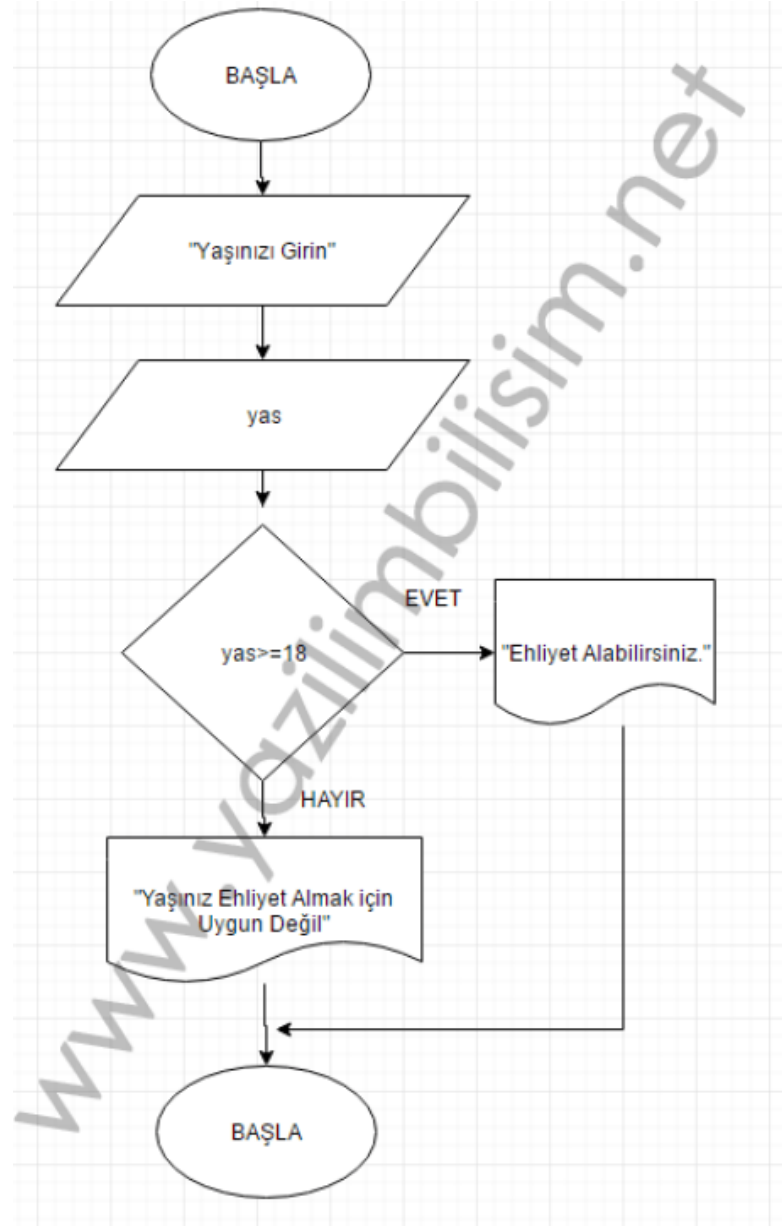 BAŞLA
"Yaşınızı Girin"
yas
yas>=18
EVET
"Ehliyet Alabilirsiniz."
HAYIR
"Yaşınız Ehliyet Almak için
Uygun Değil"
BAŞLA
www.yazilimbilisim.net